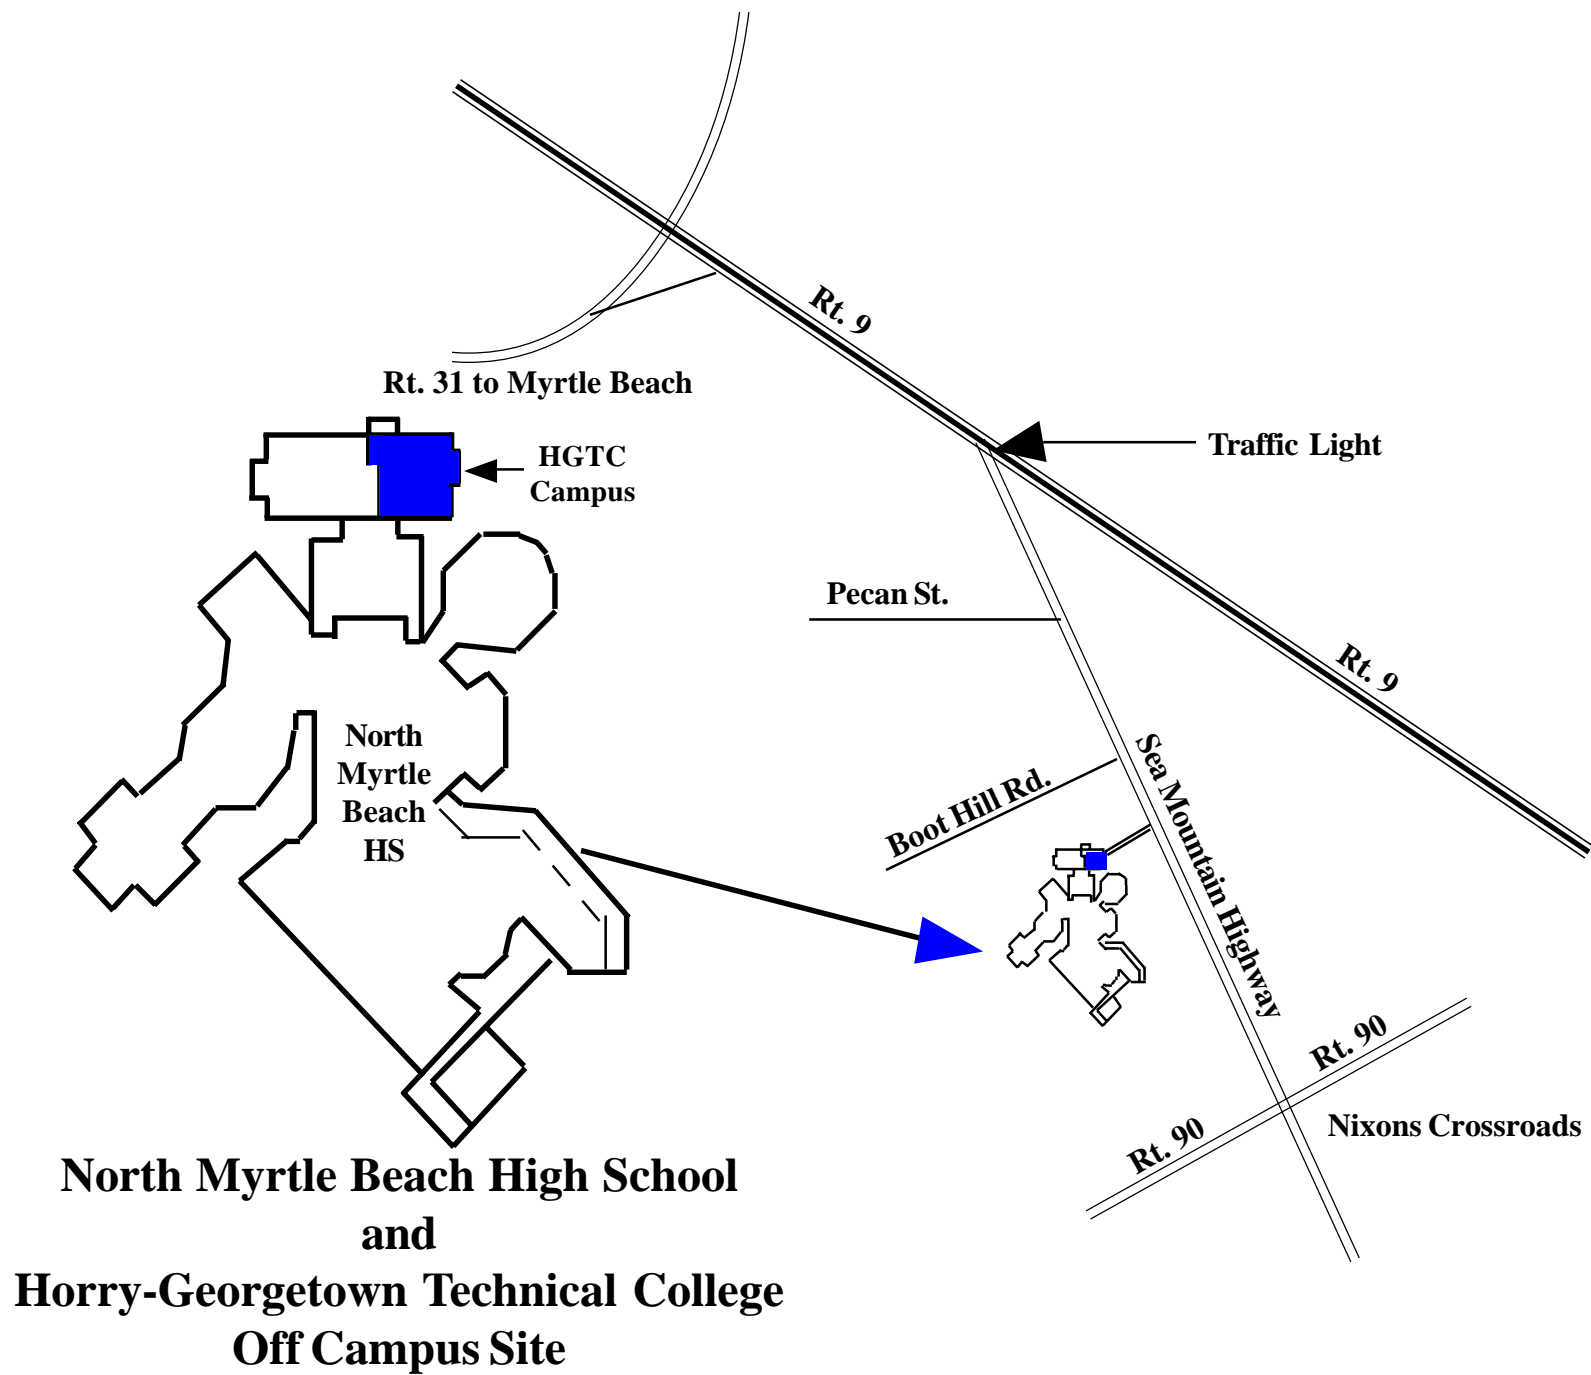 Rt. 9
Rt. 31 to Myrtle Beach
Traffic Light
HGTC
Campus
Pecan St.
Rt. 9
North
Myrtle
Beach
HS
Boot Hill Rd.
Sea Mountain Highway
Rt. 90
Rt. 90
Nixons Crossroads
North Myrtle Beach High School
and
Horry-Georgetown Technical College
Off Campus Site